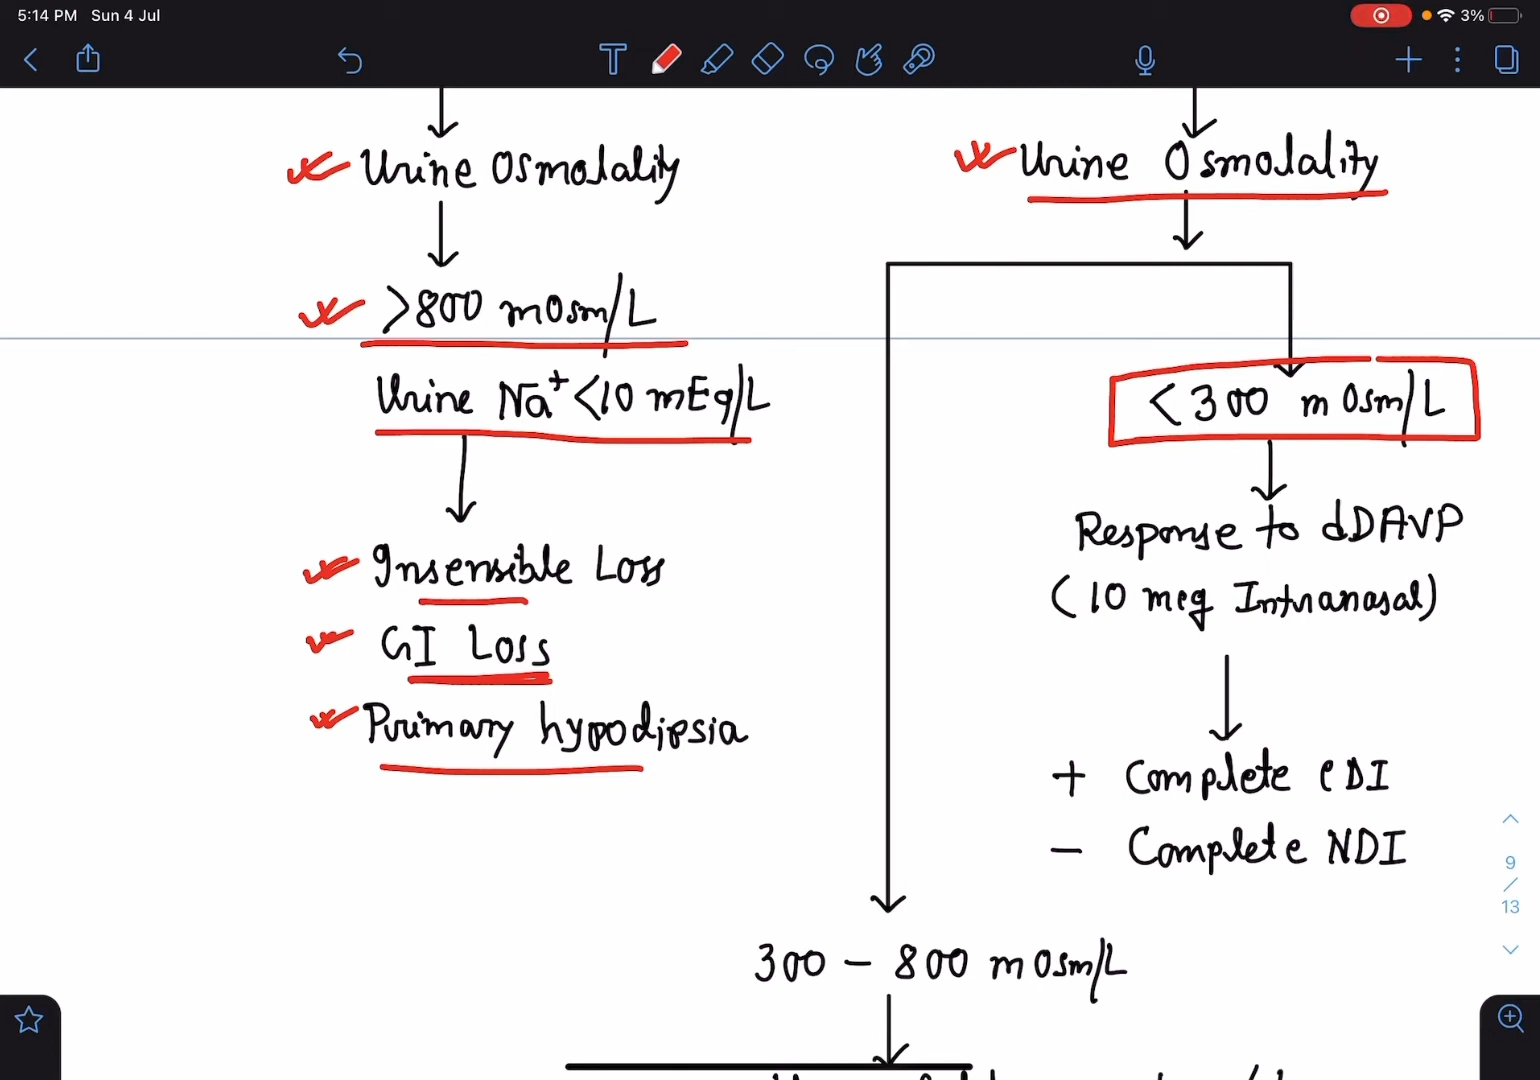 5:14 PM Sun 4 Jul
3%
Urine Osmolality
>800 mOsm/L
Urine Na+ <10 mEq/L
Insensible Loss
GI Loss
Primary hypodipsia
Urine Osmolality
<300 mOsm/L
Response to dDAVP
(10 mcg Intranasal)
+ Complete CDI
- Complete NDI
300 - 800 mOsm/L
9
/
13